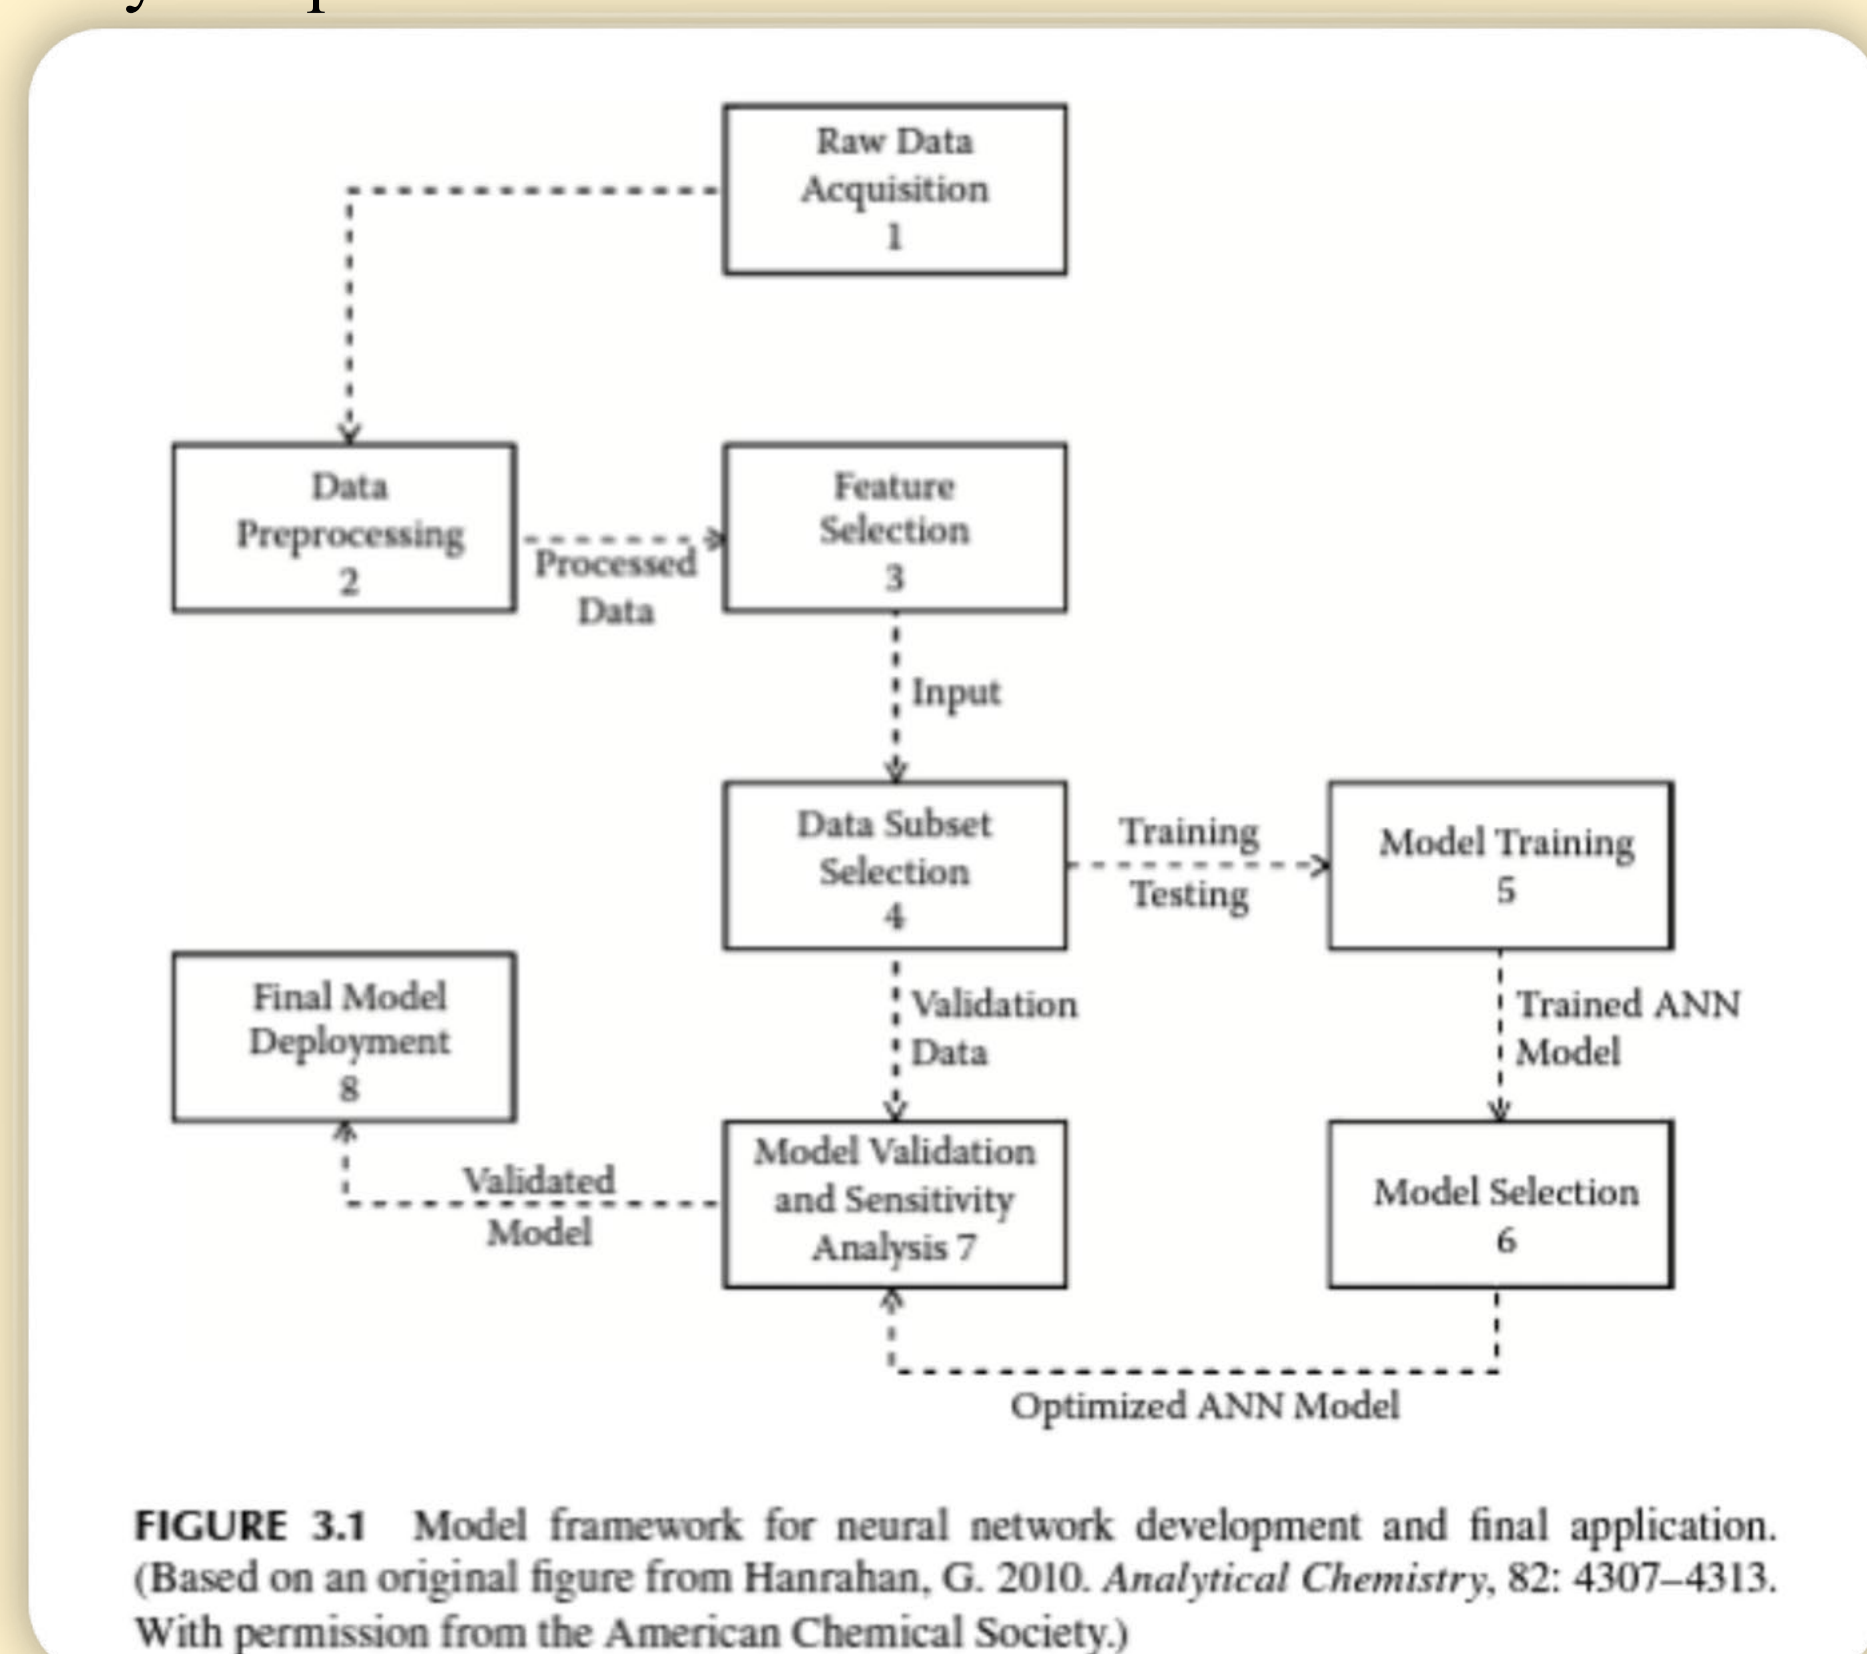 Raw Data
Acquisition
1
Data
Preprocessing
2
Processed
Data
Feature
Selection
3
Input
Data Subset
Selection
4
Training
Testing
Model Training
5
Validation
Data
Trained ANN
Model
Final Model
Deployment
8
Validated
Model
Model Validation
and Sensitivity
Analysis 7
Model Selection
6
Optimized ANN Model
FIGURE 3.1 Model framework for neural network development and final application.
(Based on an original figure from Hanrahan, G. 2010. Analytical Chemistry, 82: 4307–4313.
With permission from the American Chemical Society.)